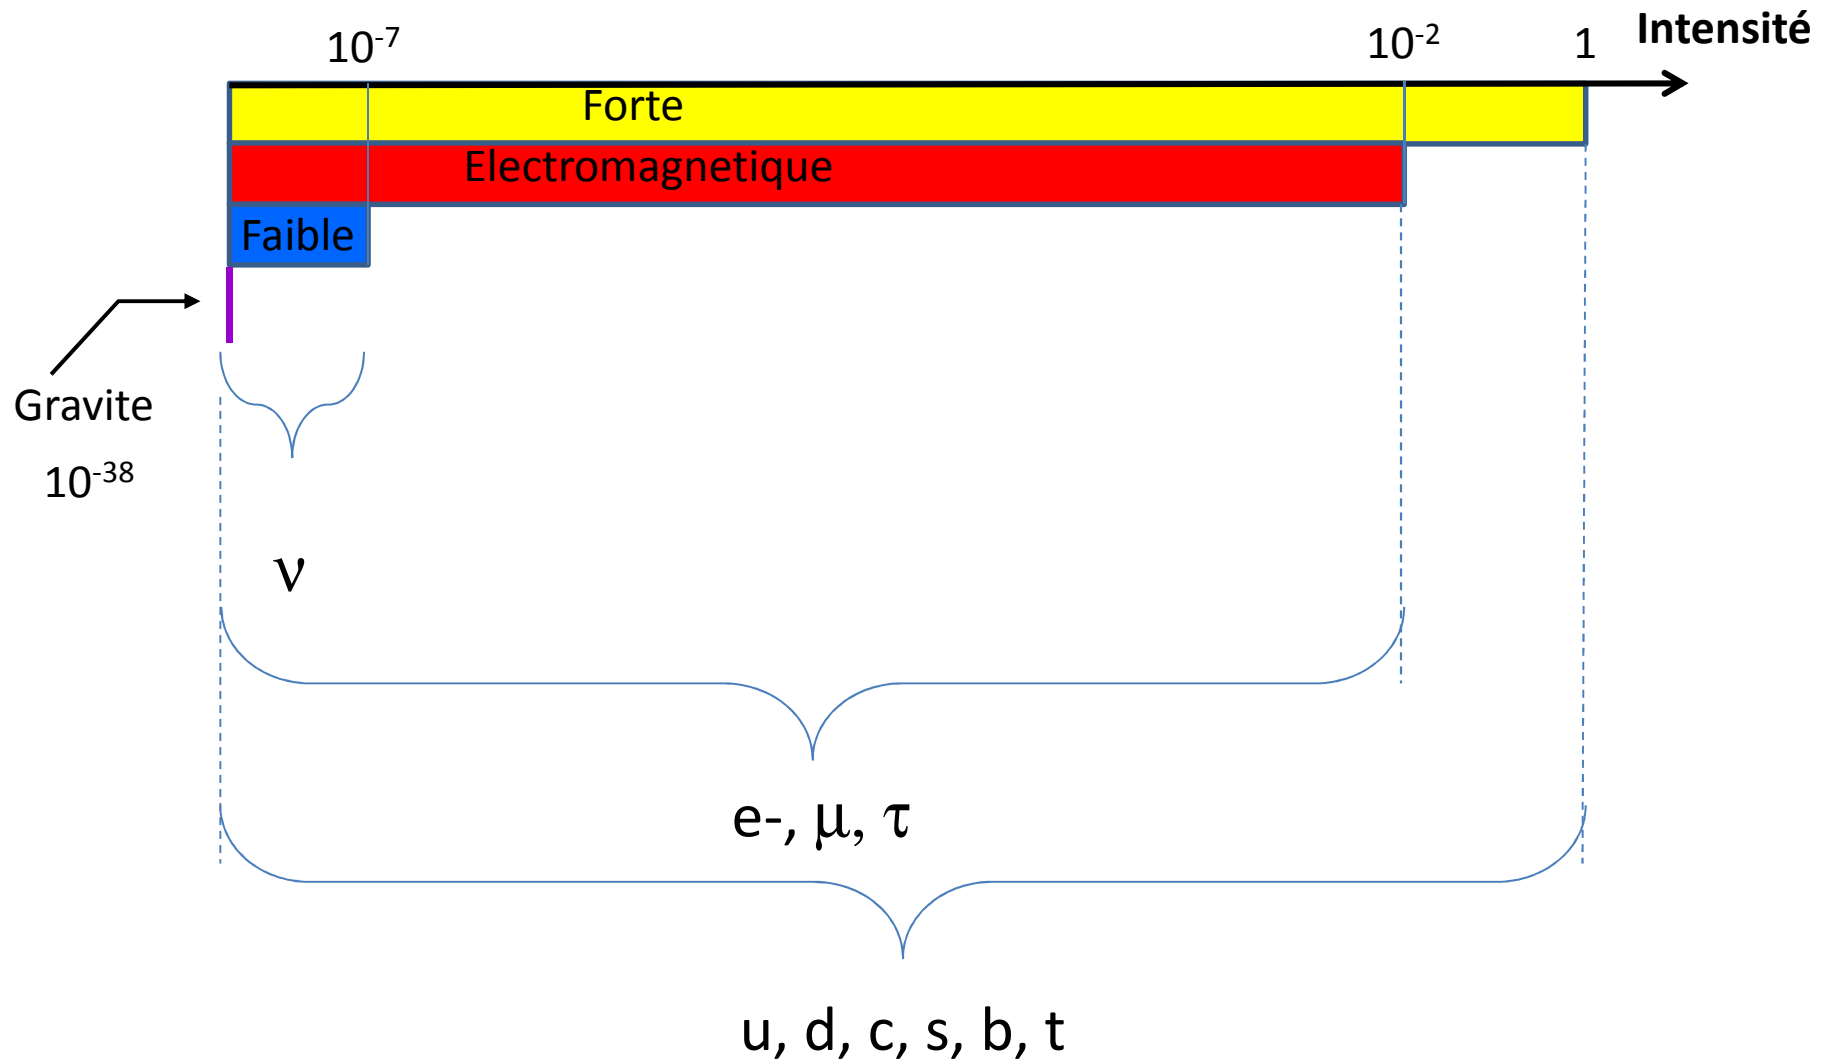 10⁻⁷
10⁻²
1
Intensité
Forte
Electromagnetique
Faible
Gravite
10⁻³⁸
ν
e-, μ, τ
u, d, c, s, b, t